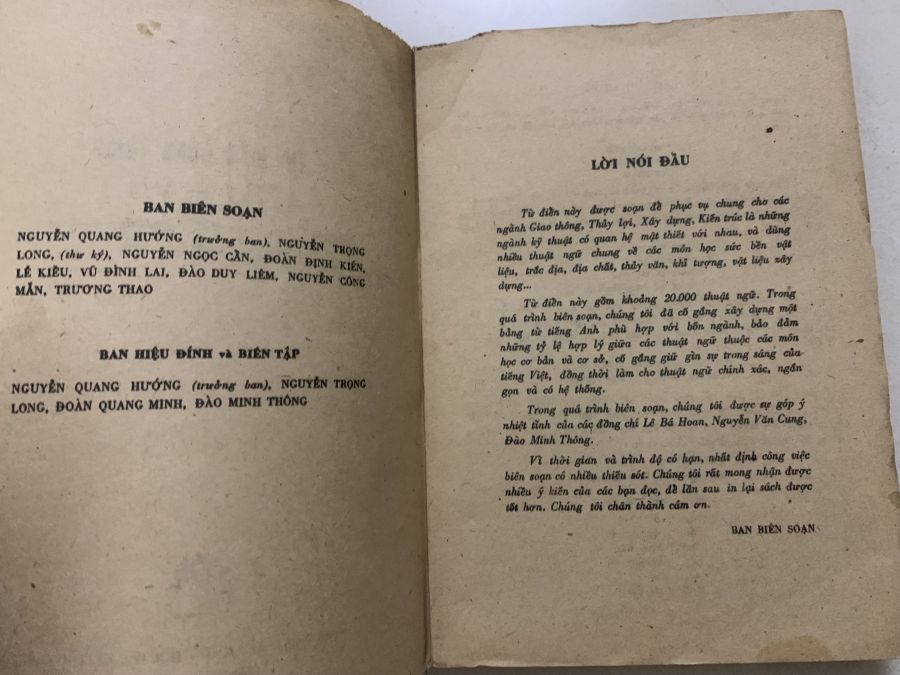 BAN BIÊN SOẠN
NGUYỄN QUANG HƯỚNG (trưởng ban), NGUYỄN TRỌNG
LONG, (thư ký), NGUYỄN NGỌC CẨN, ĐOÀN ĐỊNH KIẾN,
LÊ KIỀU, VŨ ĐÌNH LAI, ĐÀO DUY LIÊM, NGUYỄN CÔNG
MẪN, TRƯƠNG THAO
BAN HIỆU ĐÍNH và BIÊN TẬP
NGUYỄN QUANG HƯỚNG (trưởng ban), NGUYỄN TRỌNG
LONG, ĐOÀN QUANG MINH, ĐÀO MINH THÔNG
LỜI NÓI ĐẦU
Từ điển này được soạn để phục vụ chung cho các
ngành Giao thông, Thủy lợi, Xây dựng, Kiến trúc là những
ngành kỹ thuật có quan hệ mật thiết với nhau, và dùng
nhiều thuật ngữ chung về các môn học sức bền vật
liệu, trắc địa, địa chất, thủy văn, khí tượng, vật liệu xây
dựng...
Từ điển này gồm khoảng 20.000 thuật ngữ. Trong
quá trình biên soạn, chúng tôi đã cố gắng xây dựng một
bảng từ tiếng Anh phù hợp với bốn ngành, bảo đảm
những tỷ lệ hợp lý giữa các thuật ngữ thuộc các môn
học cơ bản và cơ sở, cố gắng giữ gìn sự trong sáng của
tiếng Việt, đồng thời làm cho thuật ngữ chính xác, ngắn
gọn và có hệ thống.
Trong quá trình biên soạn, chúng tôi được sự góp ý
nhiệt tình của các đồng chí Lê Bá Hoan, Nguyễn Văn Cung,
Đào Minh Thông.
Vì thời gian và trình độ có hạn, nhất định công việc
biên soạn có nhiều thiếu sót. Chúng tôi rất mong nhận được
nhiều ý kiến của các bạn đọc, để lần sau in lại sách được
tốt hơn. Chúng tôi chân thành cám ơn.
BAN BIÊN SOẠN